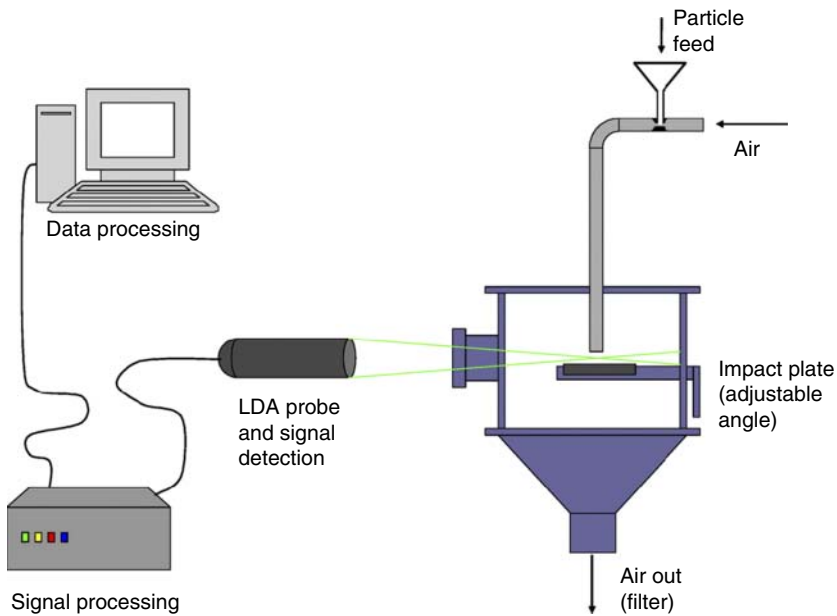 Particle
feed
Air
Data processing
Impact plate
(adjustable
angle)
LDA probe
and signal
detection
Air out
(filter)
Signal processing